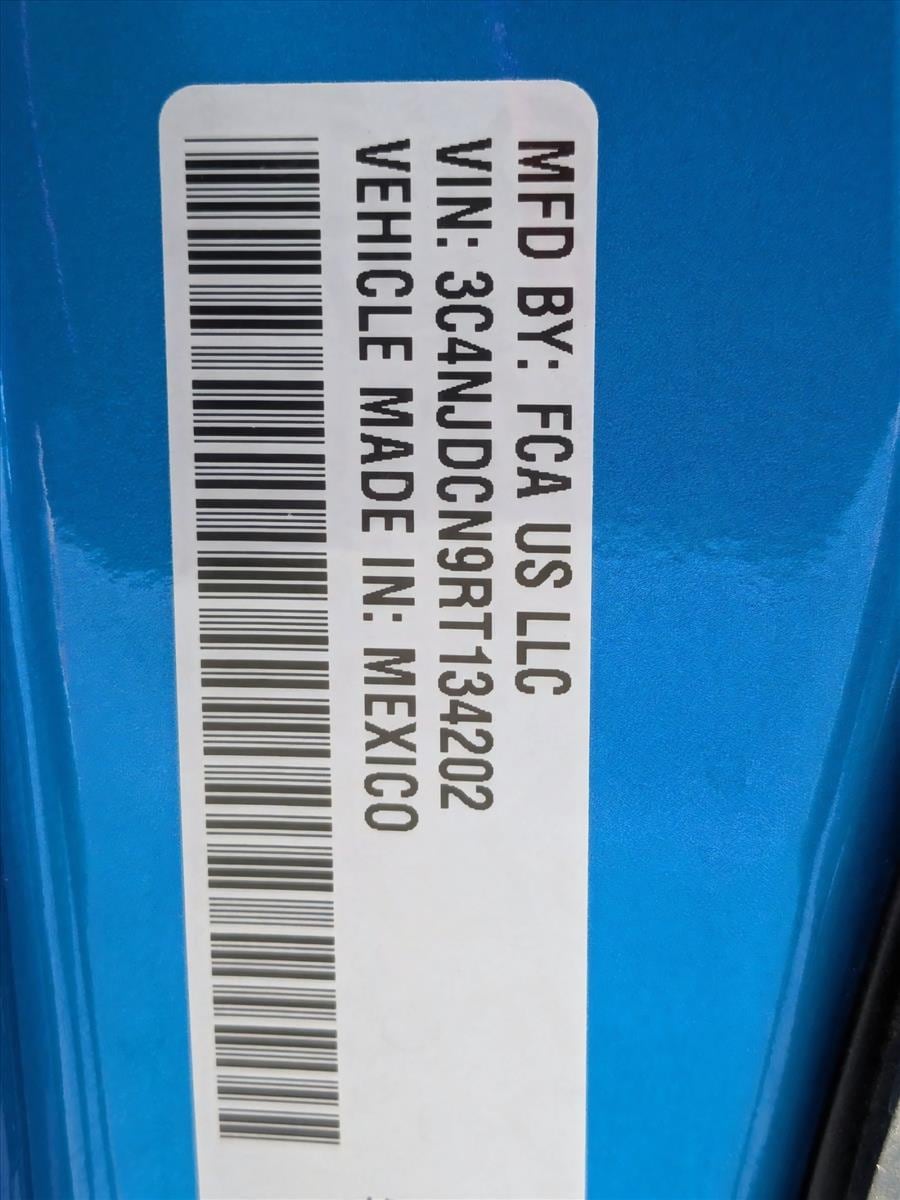 MFD BY: FCA US LLC
VIN: 3C4NJDCN9RT134202
VEHICLE MADE IN: MEXICO